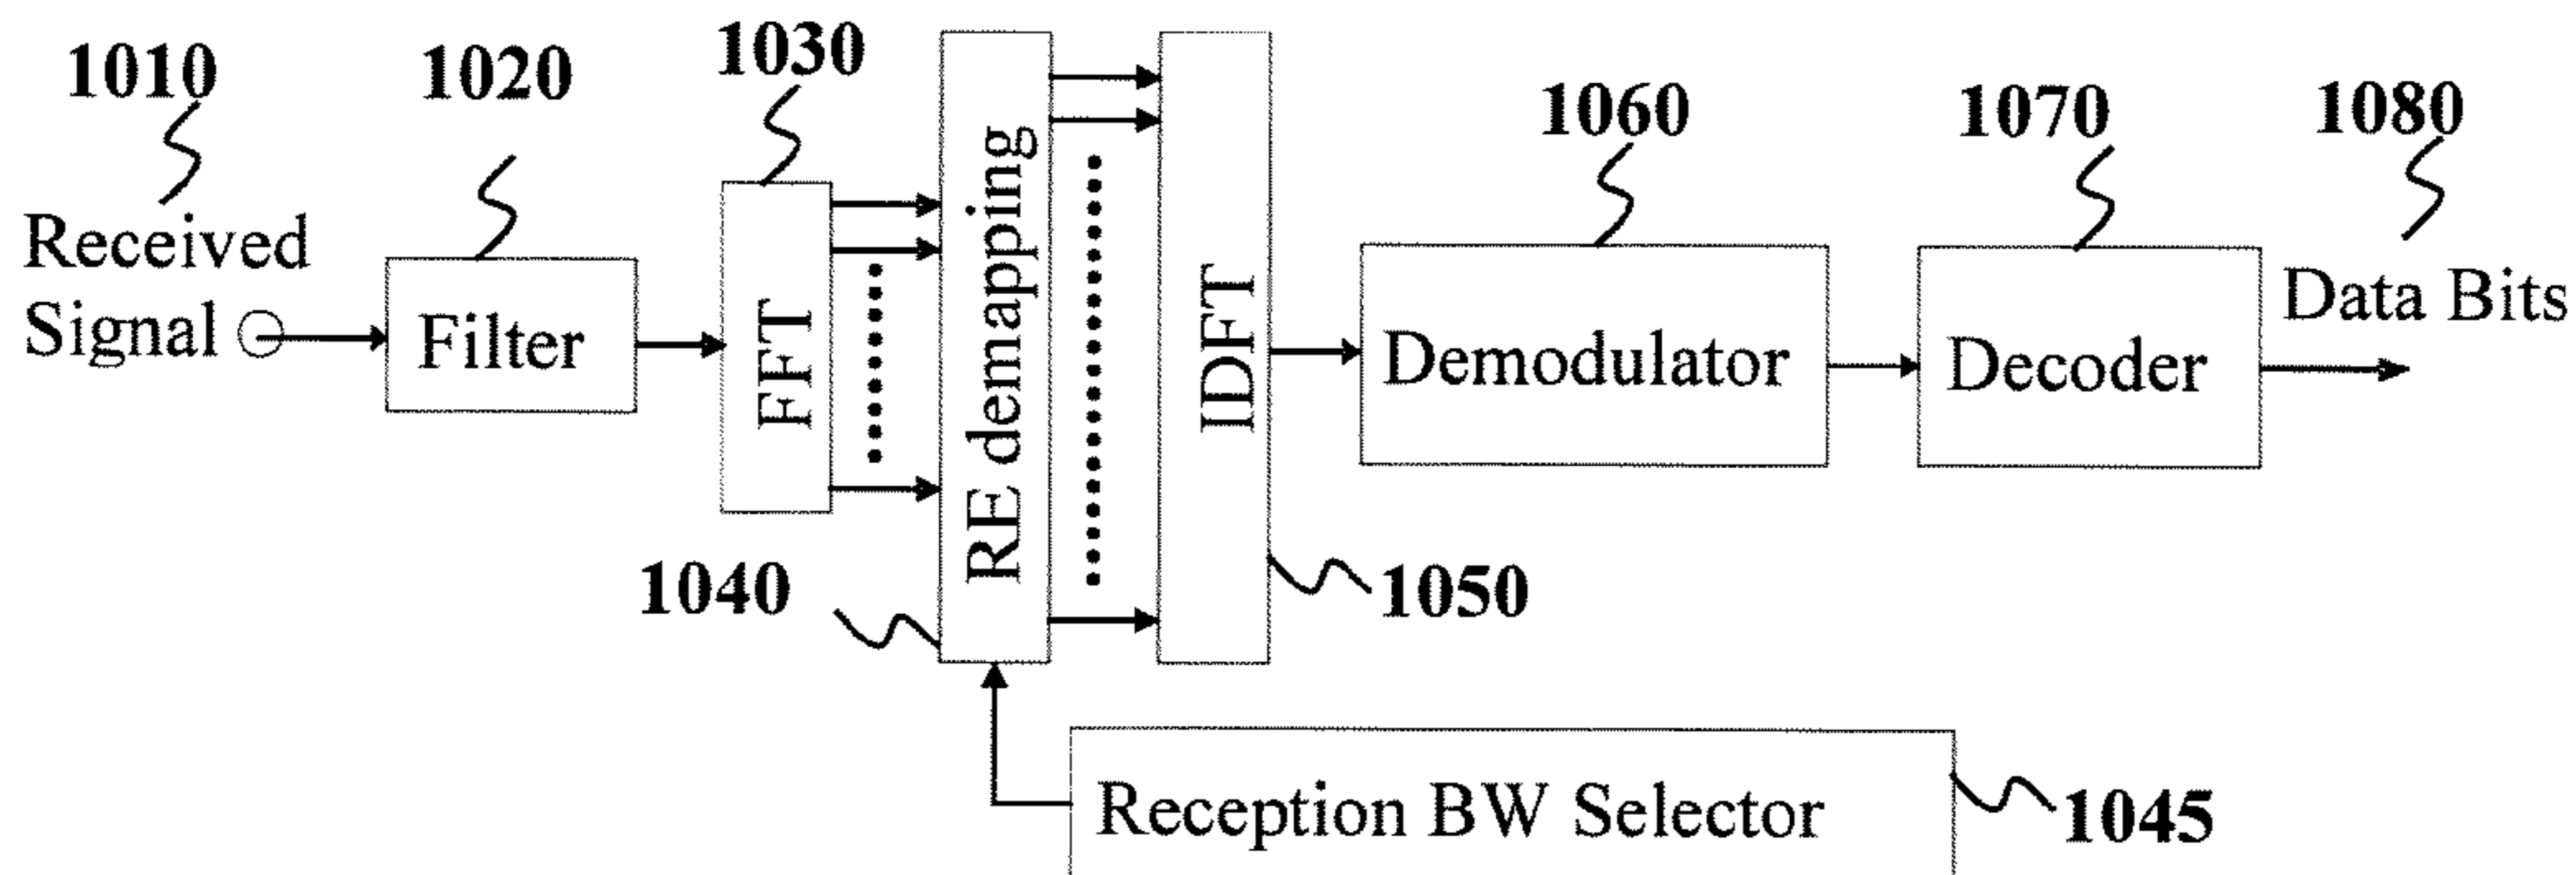 1010
1020
1030
1060
1070
1080
Received
Signal
Filter
FFT
RE demapping
IDFT
Demodulator
Decoder
Data Bits
1040
1050
Reception BW Selector
1045